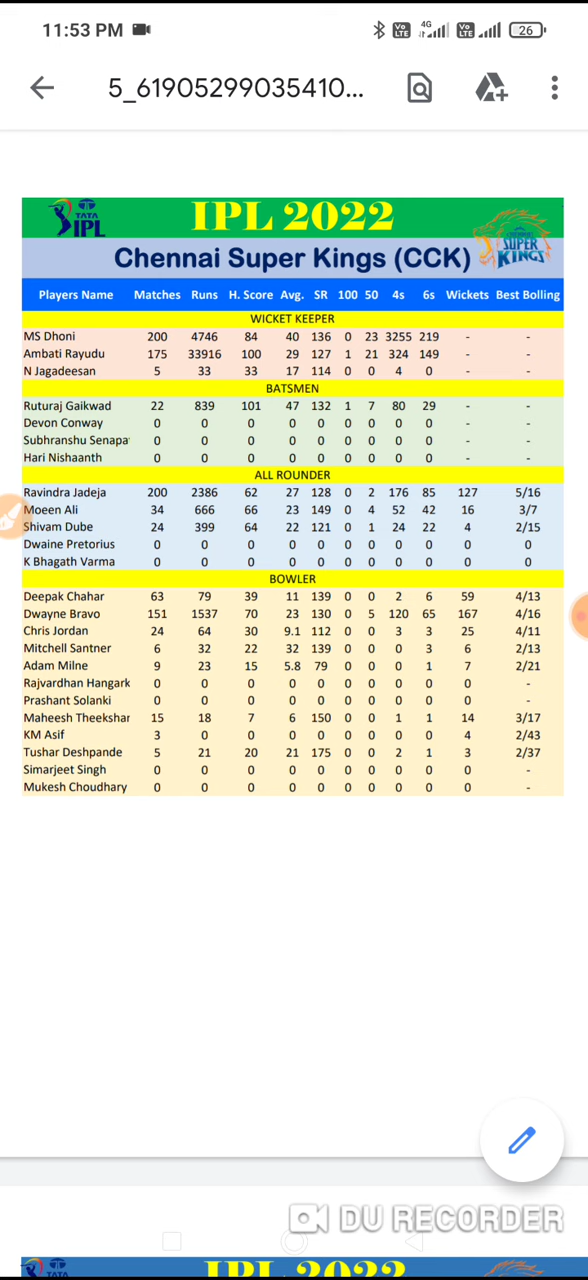 11:53 PM Vo LTE 4G Vo LTE 26
5_61905299035410...
TATA IPL IPL 2022
Chennai Super Kings (CCK) SUPER KINGS
Players Name Matches Runs H. Score Avg. SR 100 50 4s 6s Wickets Best Bolling
WICKET KEEPER
MS Dhoni 200 4746 84 40 136 0 23 3255 219 - -
Ambati Rayudu 175 33916 100 29 127 1 21 324 149 - -
N Jagadeesan 5 33 33 17 114 0 0 4 0 - -
BATSMEN
Ruturaj Gaikwad 22 839 101 47 132 1 7 80 29 - -
Devon Conway 0 0 0 0 0 0 0 0 0 - -
Subhranshu Senapa 0 0 0 0 0 0 0 0 0 - -
Hari Nishaanth 0 0 0 0 0 0 0 0 0 - -
ALL ROUNDER
Ravindra Jadeja 200 2386 62 27 128 0 2 176 85 127 5/16
Moeen Ali 34 666 66 23 149 0 4 52 42 16 3/7
Shivam Dube 24 399 64 22 121 0 1 24 22 4 2/15
Dwaine Pretorius 0 0 0 0 0 0 0 0 0 0 0
K Bhagath Varma 0 0 0 0 0 0 0 0 0 0 0
BOWLER
Deepak Chahar 63 79 39 11 139 0 0 2 6 59 4/13
Dwayne Bravo 151 1537 70 23 130 0 5 120 65 167 4/16
Chris Jordan 24 64 30 9.1 112 0 0 3 3 25 4/11
Mitchell Santner 6 32 22 32 139 0 0 0 3 6 2/13
Adam Milne 9 23 15 5.8 79 0 0 0 1 7 2/21
Rajvardhan Hangark 0 0 0 0 0 0 0 0 0 0 -
Prashant Solanki 0 0 0 0 0 0 0 0 0 0 -
Maheesh Theekshar 15 18 7 6 150 0 0 1 1 14 3/17
KM Asif 3 0 0 0 0 0 0 0 0 4 2/43
Tushar Deshpande 5 21 20 21 175 0 0 2 1 3 2/37
Simarjeet Singh 0 0 0 0 0 0 0 0 0 0 -
Mukesh Choudhary 0 0 0 0 0 0 0 0 0 0 -
DU RECORDER
TATA IPL 2022